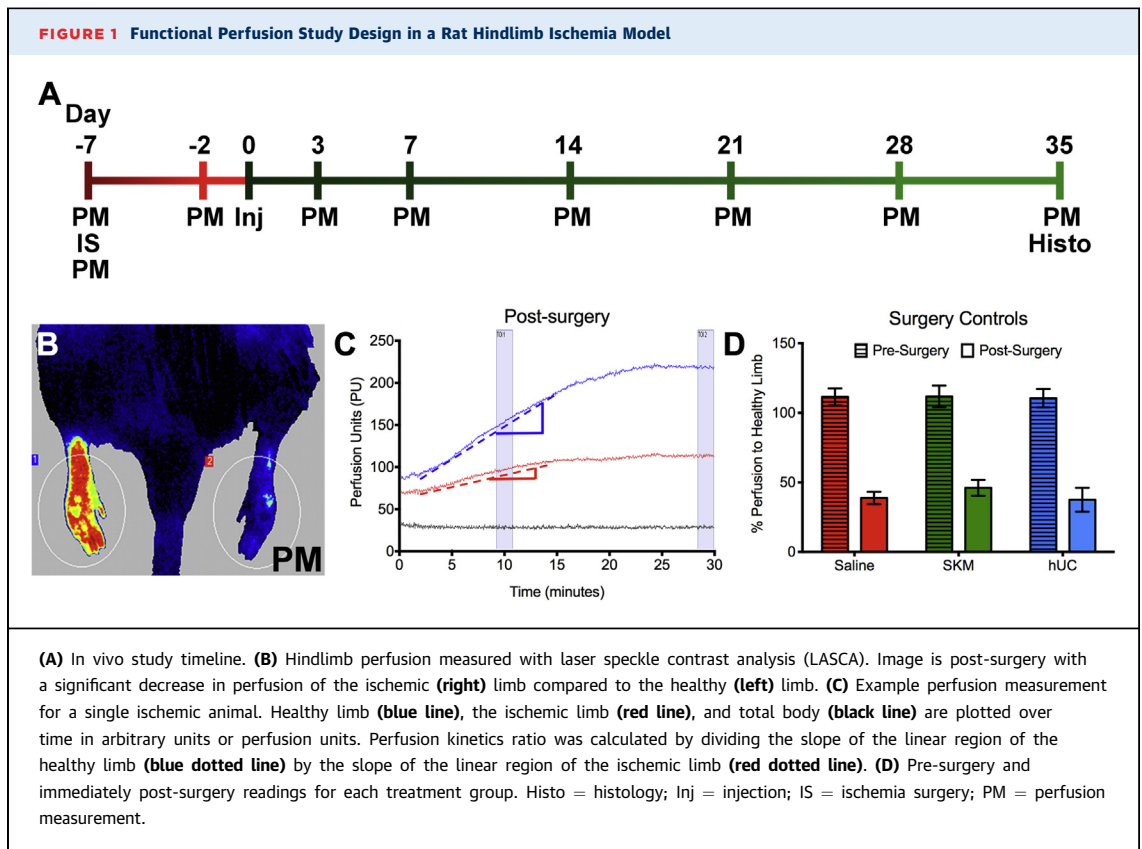 FIGURE 1 Functional Perfusion Study Design in a Rat Hindlimb Ischemia Model
A
Day
-7 -2 0 3 7 14 21 28 35
PM PM Inj PM PM PM PM PM PM
IS Histo
PM
B
1
2
PM
C
Post-surgery
TOI1
TOI2
Perfusion Units (PU)
250
200
150
100
50
0
0 5 10 15 20 25 30
Time (minutes)
D
Surgery Controls
Pre-Surgery Post-Surgery
% Perfusion to Healthy Limb
150
100
50
0
Saline SKM hUC
(A) In vivo study timeline. (B) Hindlimb perfusion measured with laser speckle contrast analysis (LASCA). Image is post-surgery with
a significant decrease in perfusion of the ischemic (right) limb compared to the healthy (left) limb. (C) Example perfusion measurement
for a single ischemic animal. Healthy limb (blue line), the ischemic limb (red line), and total body (black line) are plotted over
time in arbitrary units or perfusion units. Perfusion kinetics ratio was calculated by dividing the slope of the linear region of the
healthy limb (blue dotted line) by the slope of the linear region of the ischemic limb (red dotted line). (D) Pre-surgery and
immediately post-surgery readings for each treatment group. Histo = histology; Inj = injection; IS = ischemia surgery; PM = perfusion
measurement.